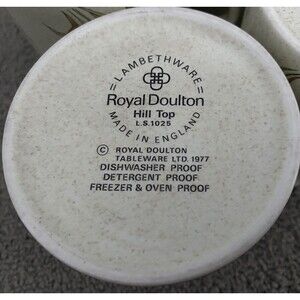 LAMBETHWARE
Royal Doulton
Hill Top
L.S.1025
MADE IN ENGLAND
© ROYAL DOULTON
TABLEWARE LTD. 1977
DISHWASHER PROOF
DETERGENT PROOF
FREEZER & OVEN PROOF